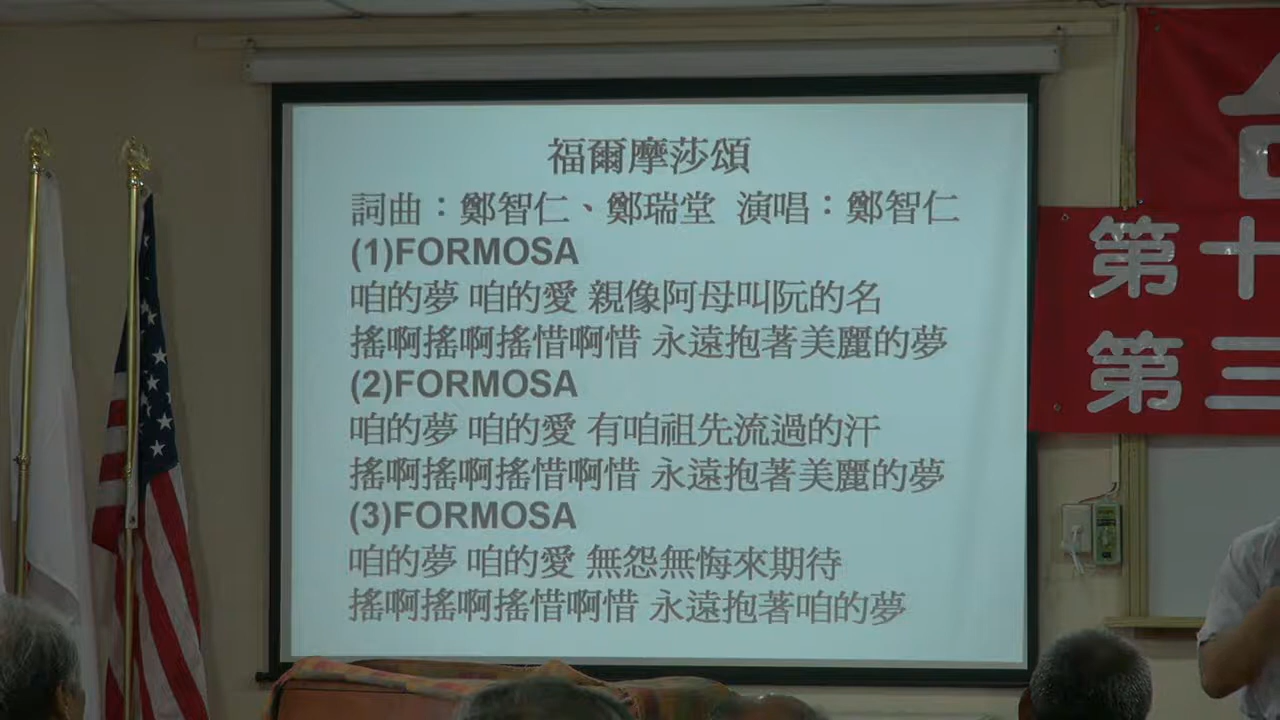 福爾摩莎頌
詞曲：鄭智仁、鄭瑞堂 演唱：鄭智仁
(1)FORMOSA
咱的夢 咱的愛 親像阿母叫阮的名
搖啊搖啊搖惜啊惜 永遠抱著美麗的夢
(2)FORMOSA
咱的夢 咱的愛 有咱祖先流過的汗
搖啊搖啊搖惜啊惜 永遠抱著美麗的夢
(3)FORMOSA
咱的夢 咱的愛 無怨無悔來期待
搖啊搖啊搖惜啊惜 永遠抱著咱的夢
第十
第三